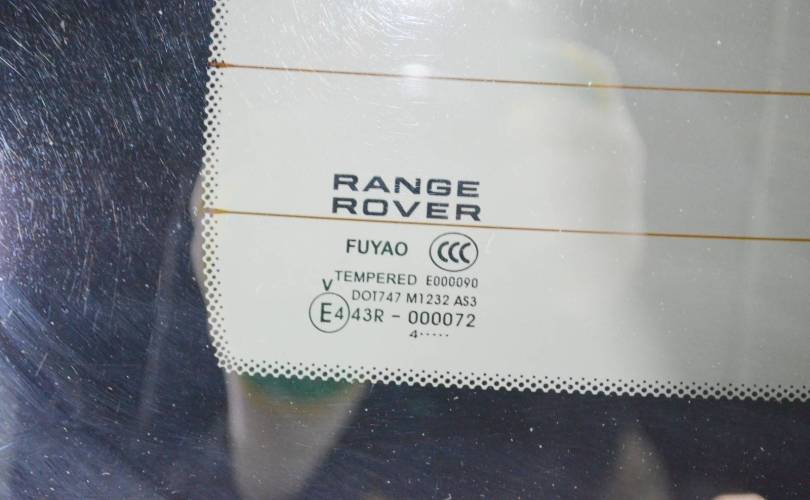 RANGE
ROVER
FUYAO CCC
TEMPERED E000090
V
DOT747 M1232 AS3
E4 43R - 000072
4·····